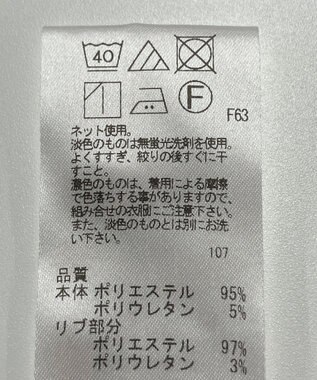 40
F
F63
ネット使用。
淡色のものは無蛍光洗剤を使用。
よくすすぎ、絞りの後すぐに干
すこと。
濃色のものは、着用による摩擦
で色落ちする事がありますので、
組み合せの衣服にご注意下さい。
また、淡色のものとは別にお洗
い下さい。
107
品質
本体 ポリエステル 95%
ポリウレタン 5%
リブ部分
ポリエステル 97%
ポリウレタン 3%